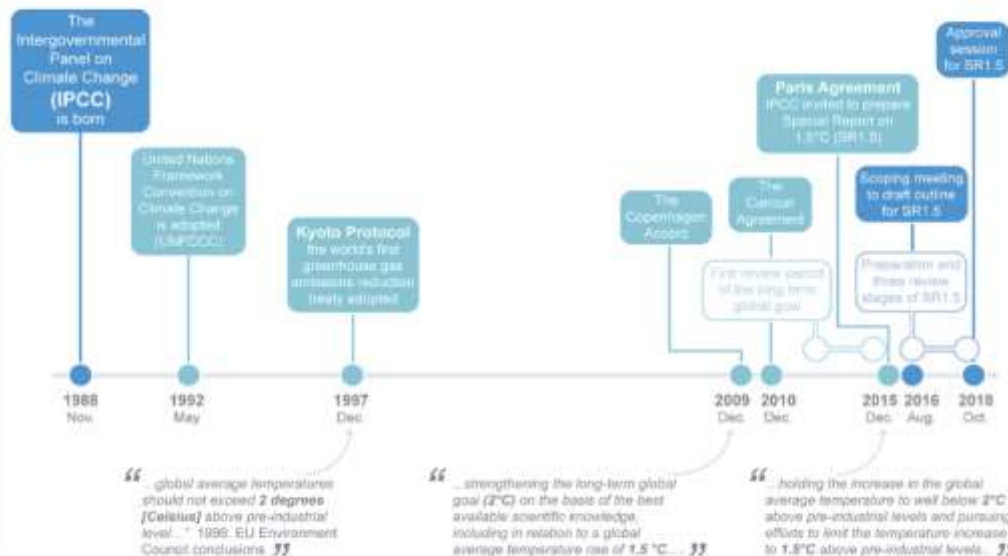 The
Intergovernmental
Panel on
Climate Change
(IPCC)
is born
United Nations
Framework
Convention on
Climate Change
is adopted
(UNFCCC)
Kyoto Protocol
the world's first
greenhouse gas
emissions reduction
treaty adopted
The
Copenhagen
Accord
The
Cancun
Agreement
First review period
of the long term
global goal
Paris Agreement
IPCC invited to prepare
Special Report on
1.5°C (SR1.5)
Scoping meeting
to draft outline
for SR1.5
Preparation and
three review
stages of SR1.5
Approval
session
for SR1.5
1988
Nov.
1992
May
1997
Dec.
2009
Dec.
2010
Dec.
2015
Dec.
2016
Aug.
2018
Oct.
“ ...global average temperatures
should not exceed 2 degrees
[Celsius] above pre-industrial
level...” 1996: EU Environment
Council conclusions ”
“ ...strengthening the long-term global
goal (2°C) on the basis of the best
available scientific knowledge,
including in relation to a global
average temperature rise of 1.5 °C... ”
“ ...holding the increase in the global
average temperature to well below 2°C
above pre-industrial levels and pursuing
efforts to limit the temperature increase
to 1.5°C above pre-industrial levels... ”